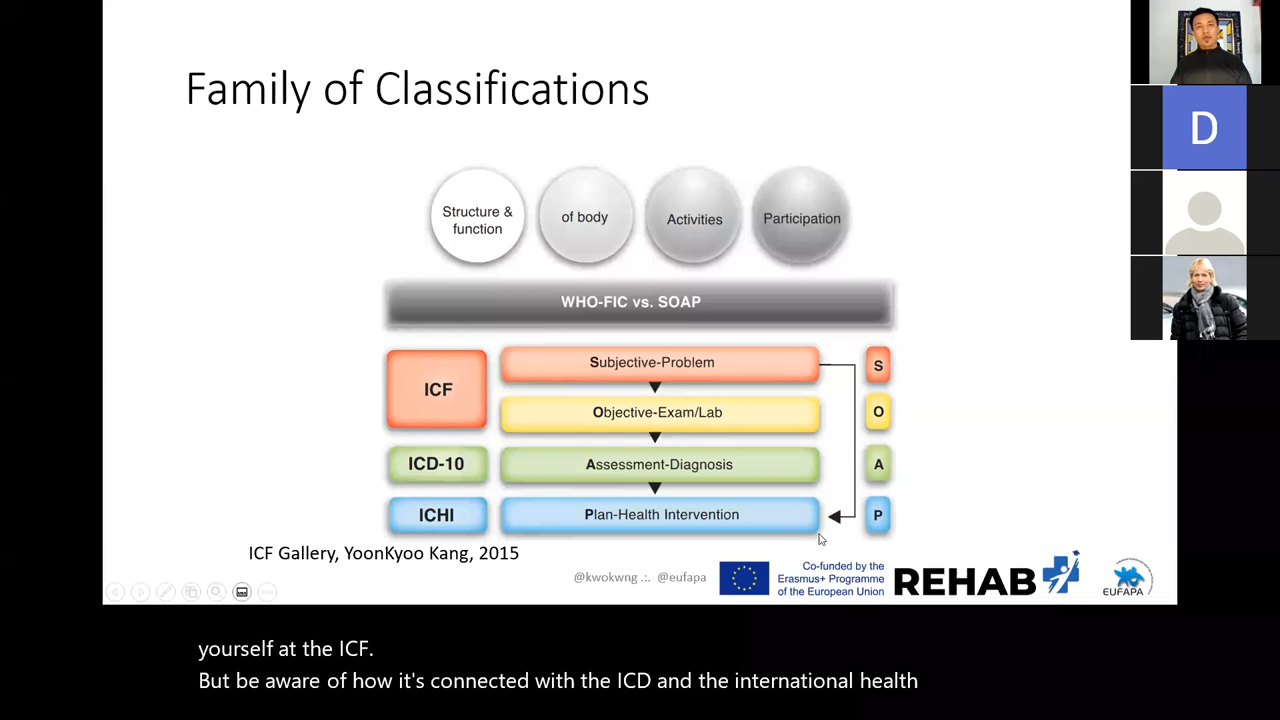 Family of Classifications
Structure &
function
of body
Activities
Participation
WHO-FIC vs. SOAP
ICF
Subjective-Problem
S
Objective-Exam/Lab
O
ICD-10
Assessment-Diagnosis
A
ICHI
Plan-Health Intervention
P
ICF Gallery, YoonKyoo Kang, 2015
@kwokwng .:. @eufapa
Co-funded by the
Erasmus+ Programme
of the European Union
REHAB
EUFAPA
D
yourself at the ICF.
But be aware of how it's connected with the ICD and the international health